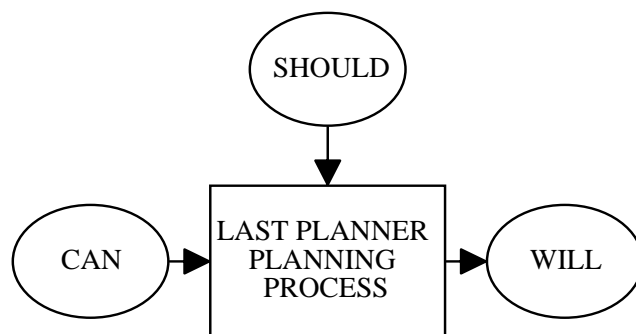 SHOULD
CAN
LAST PLANNER
PLANNING
PROCESS
WILL